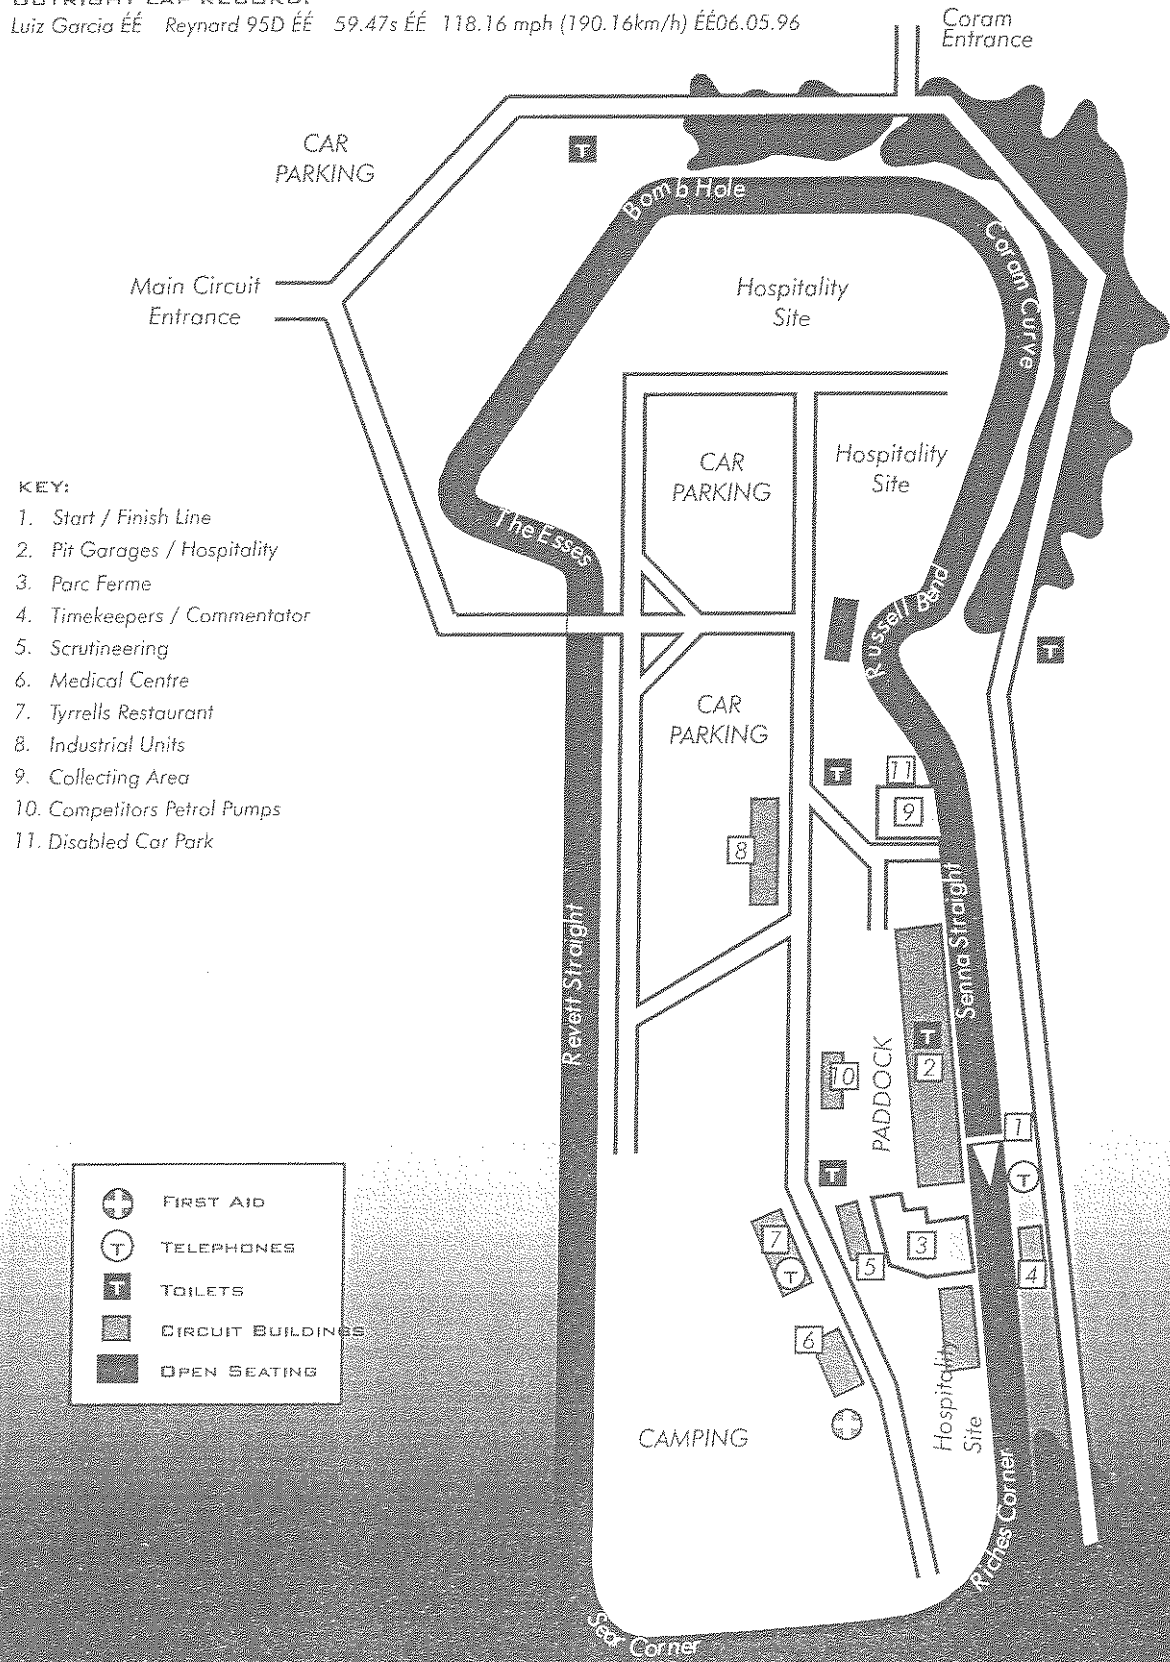 OUTRIGHT LAP RECORD:
Luiz Garcia ÉÉ Reynard 95D ÉÉ 59.47s ÉÉ 118.16 mph (190.16km/h) ÉÉ06.05.96
Coram
Entrance
CAR
PARKING
T
Bomb Hole
Coram Curve
Main Circuit
Entrance
Hospitality
Site
CAR
PARKING
Hospitality
Site
KEY:
1. Start / Finish Line
2. Pit Garages / Hospitality
3. Parc Ferme
4. Timekeepers / Commentator
5. Scrutineering
6. Medical Centre
7. Tyrrells Restaurant
8. Industrial Units
9. Collecting Area
10. Competitors Petrol Pumps
11. Disabled Car Park
The Esses
Russell Bend
T
CAR
PARKING
T
11
9
8
Revett Straight
Senna Straight
T
2
10
PADDOCK
1
T
T
7
T
5
3
4
6
Hospitality
Site
CAMPING
Riches Corner
Sear Corner
FIRST AID
T TELEPHONES
T TOILETS
CIRCUIT BUILDINGS
OPEN SEATING